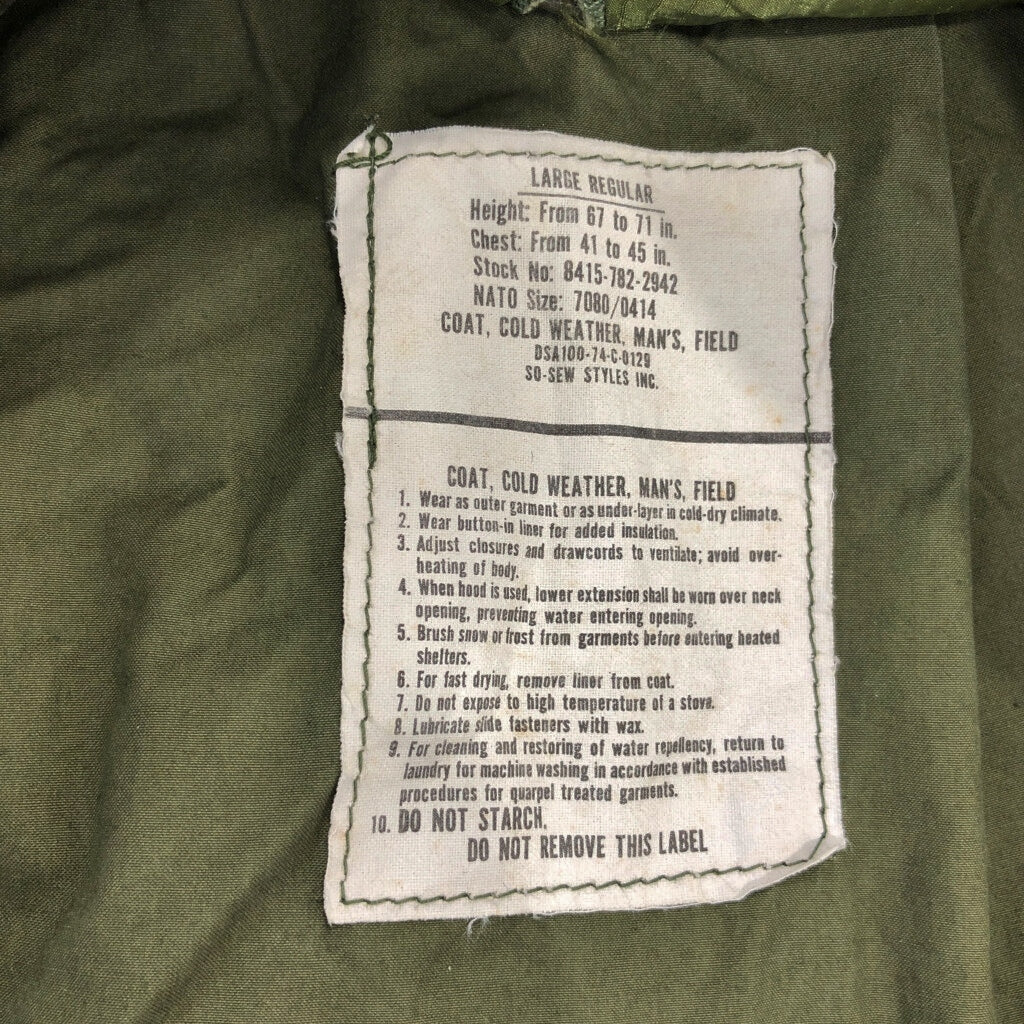 LARGE REGULAR
Height: From 67 to 71 in.
Chest: From 41 to 45 in.
Stock No: 8415-782-2942
NATO Size: 7080/0414
COAT, COLD WEATHER, MAN'S, FIELD
DSA100-74-C-0129
SO-SEW STYLES INC.
COAT, COLD WEATHER, MAN'S, FIELD
1. Wear as outer garment or as under-layer in cold-dry climate.
2. Wear button-in liner for added insulation.
3. Adjust closures and drawcords to ventilate; avoid over-
heating of body.
4. When hood is used, lower extension shall be worn over neck
opening, preventing water entering opening.
5. Brush snow or frost from garments before entering heated
shelters.
6. For fast drying, remove liner from coat.
7. Do not expose to high temperature of a stove.
8. Lubricate slide fasteners with wax.
9. For cleaning and restoring of water repellency, return to
laundry for machine washing in accordance with established
procedures for quarpel treated garments.
10. DO NOT STARCH.
DO NOT REMOVE THIS LABEL